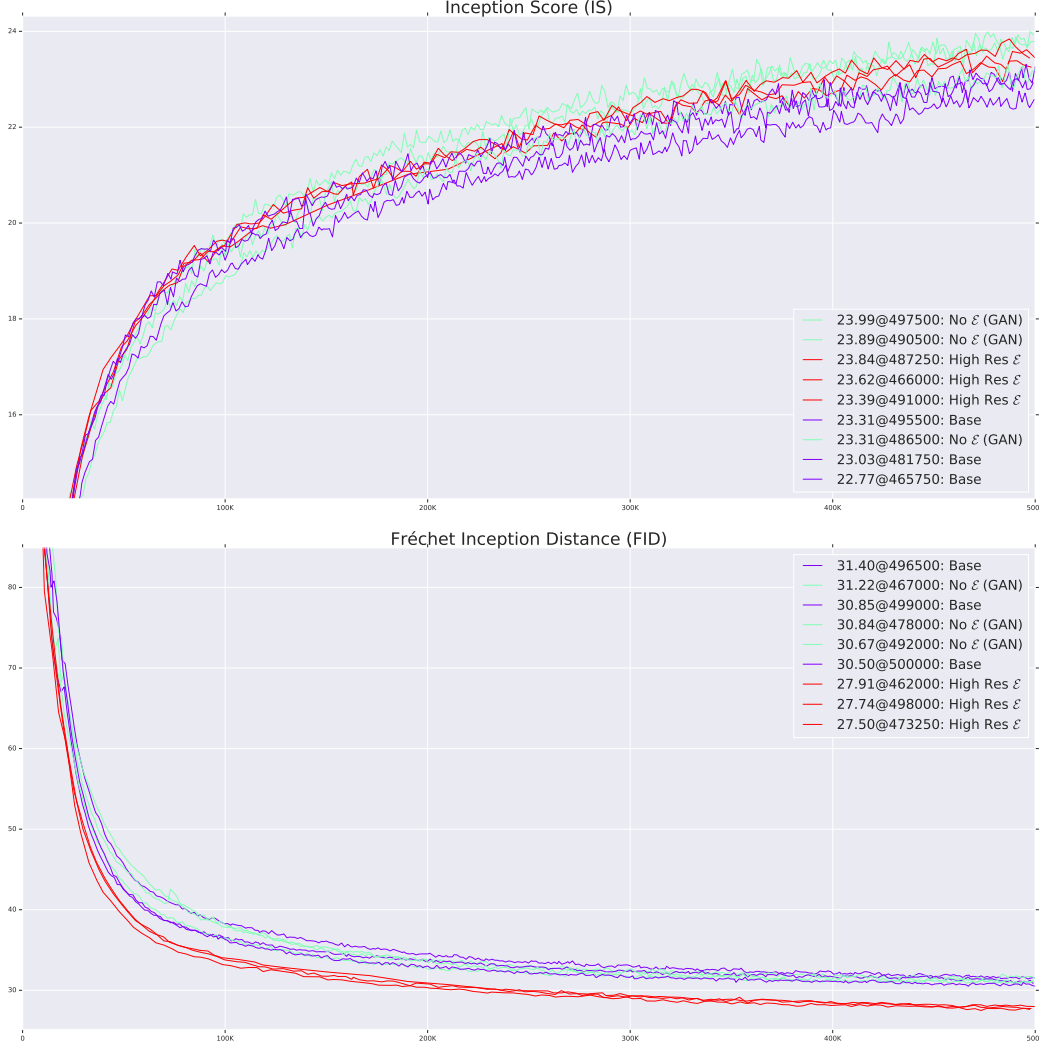 Inception Score (IS)
24
22
20
18
16
23.99@497500: No ℰ (GAN)
23.89@490500: No ℰ (GAN)
23.84@487250: High Res ℰ
23.62@466000: High Res ℰ
23.39@491000: High Res ℰ
23.31@495500: Base
23.31@486500: No ℰ (GAN)
23.03@481750: Base
22.77@465750: Base
0 100K 200K 300K 400K 500
Fréchet Inception Distance (FID)
80
70
60
50
40
30
31.40@496500: Base
31.22@467000: No ℰ (GAN)
30.85@499000: Base
30.84@478000: No ℰ (GAN)
30.67@492000: No ℰ (GAN)
30.50@500000: Base
27.91@462000: High Res ℰ
27.74@498000: High Res ℰ
27.50@473250: High Res ℰ
0 100K 200K 300K 400K 500